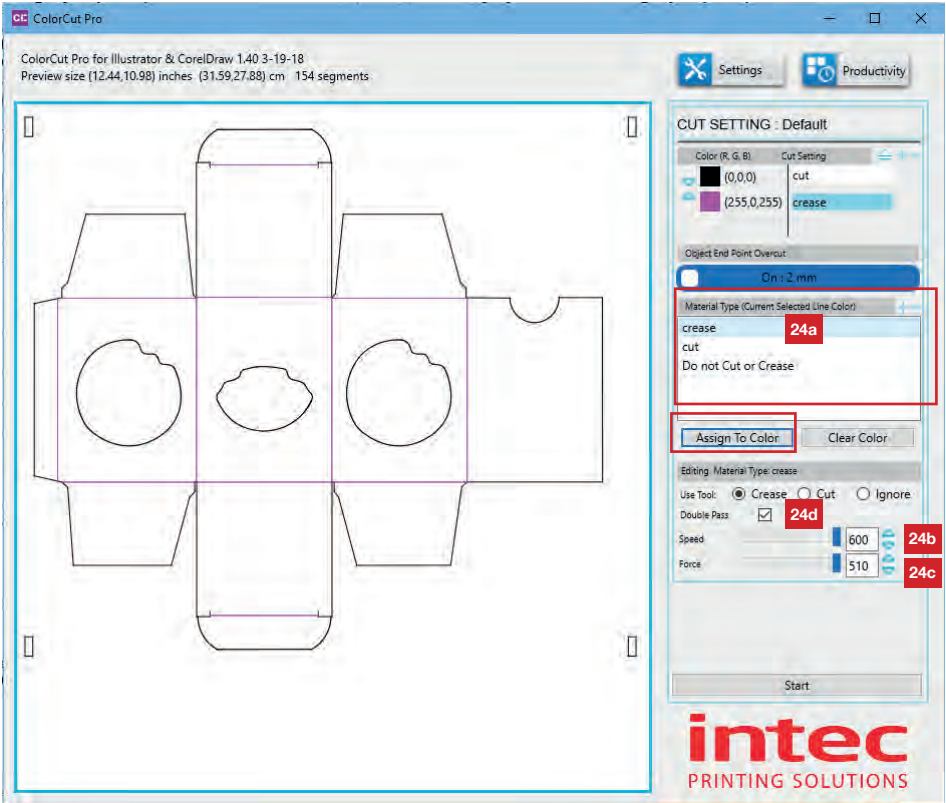 CE ColorCut Pro
ColorCut Pro for Illustrator & CorelDraw 1.40 3-19-18
Preview size (12.44,10.98) inches (31.59,27.88) cm 154 segments
Settings
Productivity
CUT SETTING : Default
Color (R, G, B) Cut Setting
(0,0,0) cut
(255,0,255) crease
Object End Point Overcut
On : 2 mm
Material Type (Current Selected Line Color)
crease
24a
cut
Do not Cut or Crease
Assign To Color
Clear Color
Editing: Material Type: crease
Use Tool: Crease Cut Ignore
Double Pass 24d
Speed 600 24b
Force 510 24c
Start
intec
PRINTING SOLUTIONS